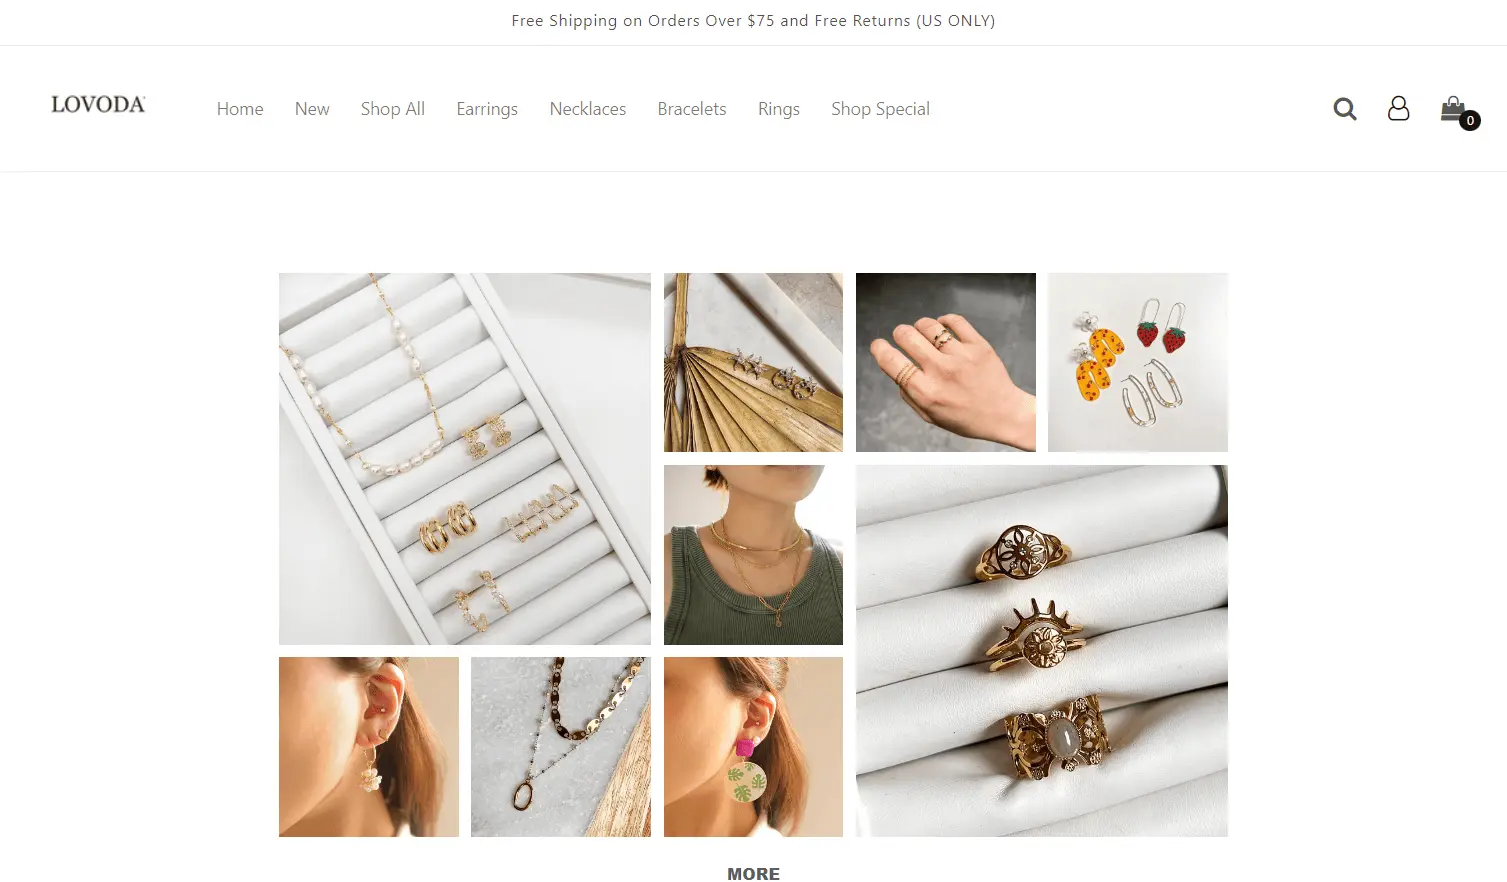 Free Shipping on Orders Over $75 and Free Returns (US ONLY)
LOVODA
Home New Shop All Earrings Necklaces Bracelets Rings Shop Special
0
MORE